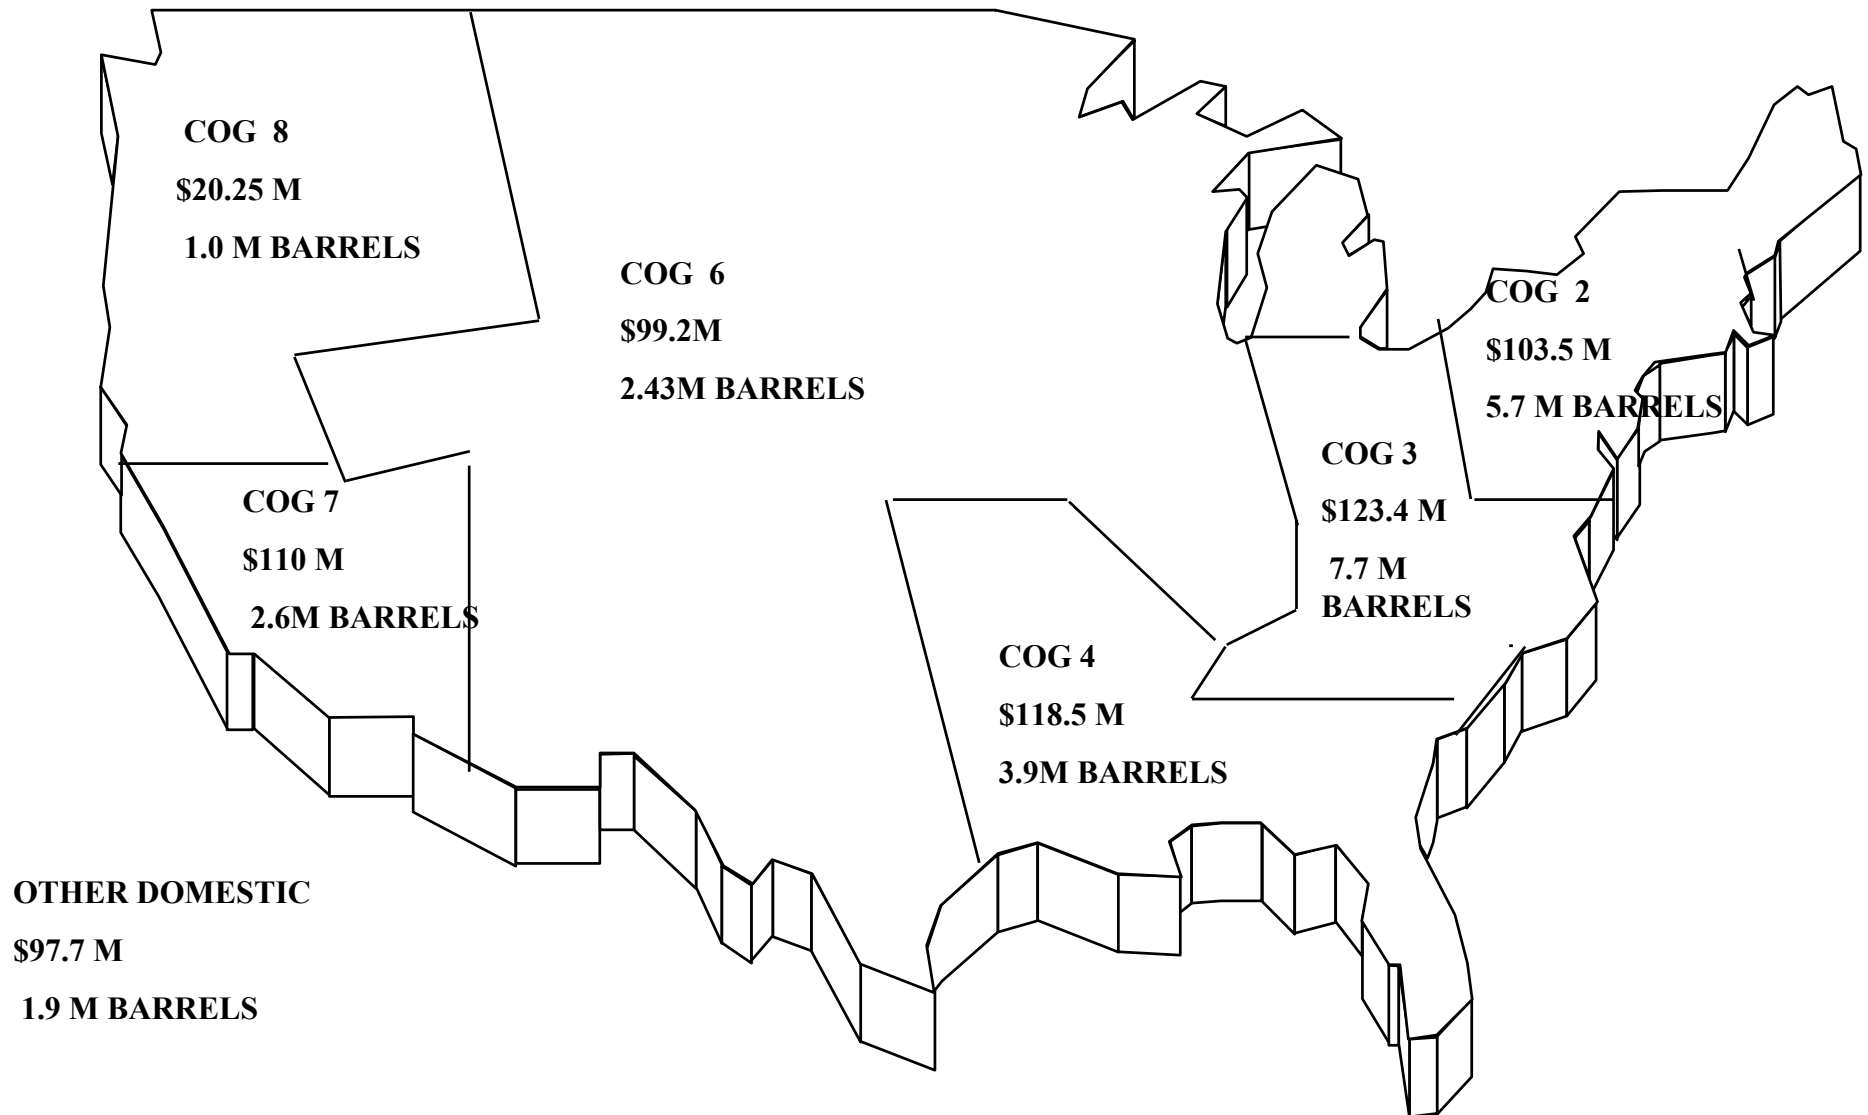 COG 8
$20.25 M
1.0 M BARRELS
COG 6
$99.2M
2.43M BARRELS
COG 2
$103.5 M
5.7 M BARRELS
COG 3
$123.4 M
7.7 M
BARRELS
COG 7
$110 M
2.6M BARRELS
COG 4
$118.5 M
3.9M BARRELS
OTHER DOMESTIC
$97.7 M
1.9 M BARRELS